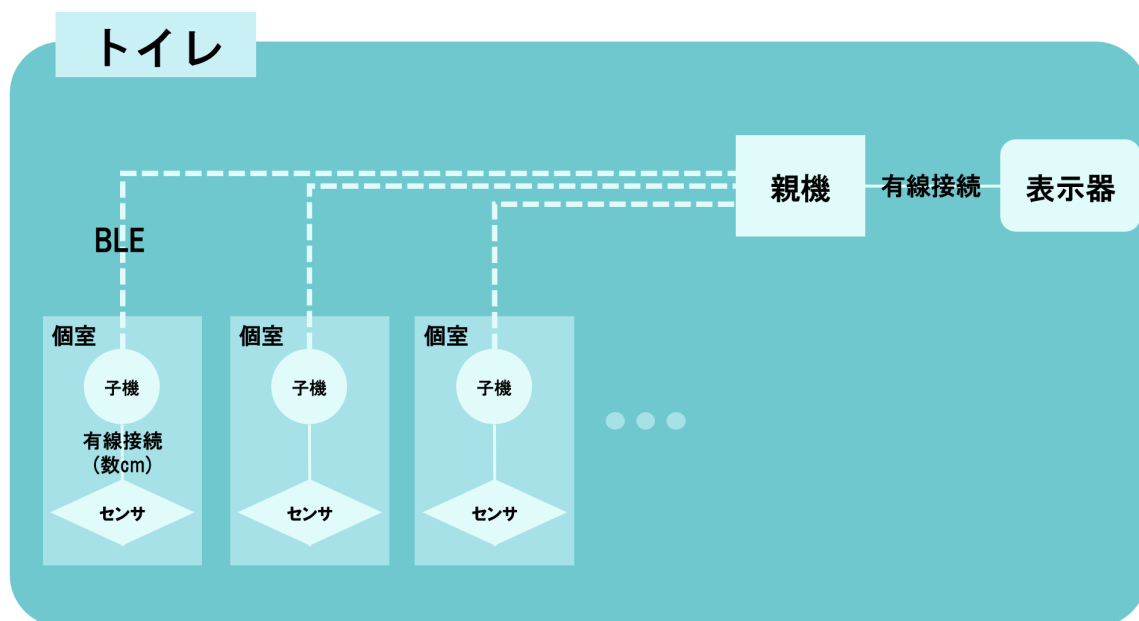 トイレ
親機
有線接続
表示器
BLE
個室
子機
有線接続
(数cm)
センサ
個室
子機
センサ
個室
子機
センサ